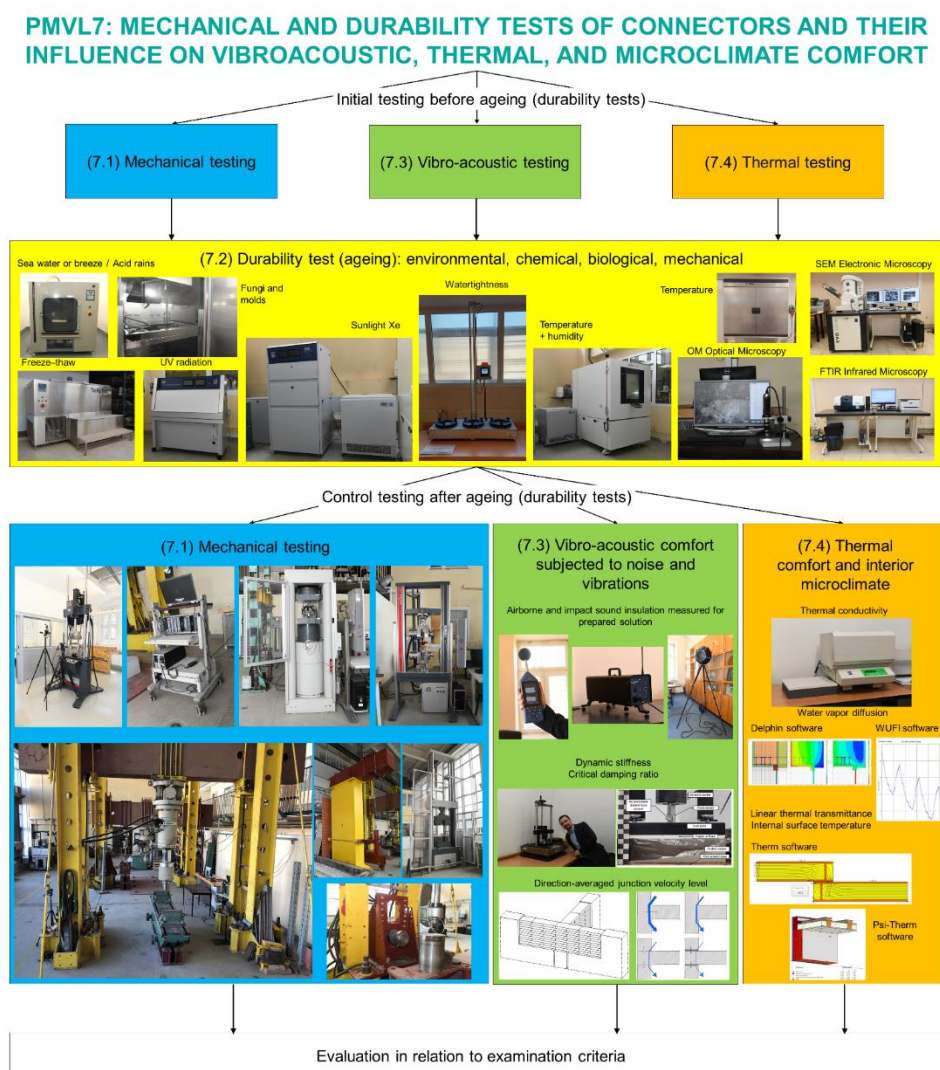 PMVL7: MECHANICAL AND DURABILITY TESTS OF CONNECTORS AND THEIR
INFLUENCE ON VIBROACOUSTIC, THERMAL, AND MICROCLIMATE COMFORT
Initial testing before ageing (durability tests)
(7.1) Mechanical testing
(7.3) Vibro-acoustic testing
(7.4) Thermal testing
(7.2) Durability test (ageing): environmental, chemical, biological, mechanical
Sea water or breeze / Acid rains
Fungi and
molds
Sunlight Xe
Watertightness
Temperature
+ humidity
Temperature
SEM Electronic Microscopy
Freeze–thaw
UV radiation
OM Optical Microscopy
FTIR Infrared Microscopy
Control testing after ageing (durability tests)
(7.1) Mechanical testing
(7.3) Vibro-acoustic comfort
subjected to noise and
vibrations
Airborne and impact sound insulation measured for
prepared solution
Dynamic stiffness
Critical damping ratio
Direction-averaged junction velocity level
(7.4) Thermal
comfort and interior
microclimate
Thermal conductivity
Water vapor diffusion
Delphin software
WUFI software
Linear thermal transmittance
Internal surface temperature
Therm software
Psi-Therm
software
Evaluation in relation to examination criteria